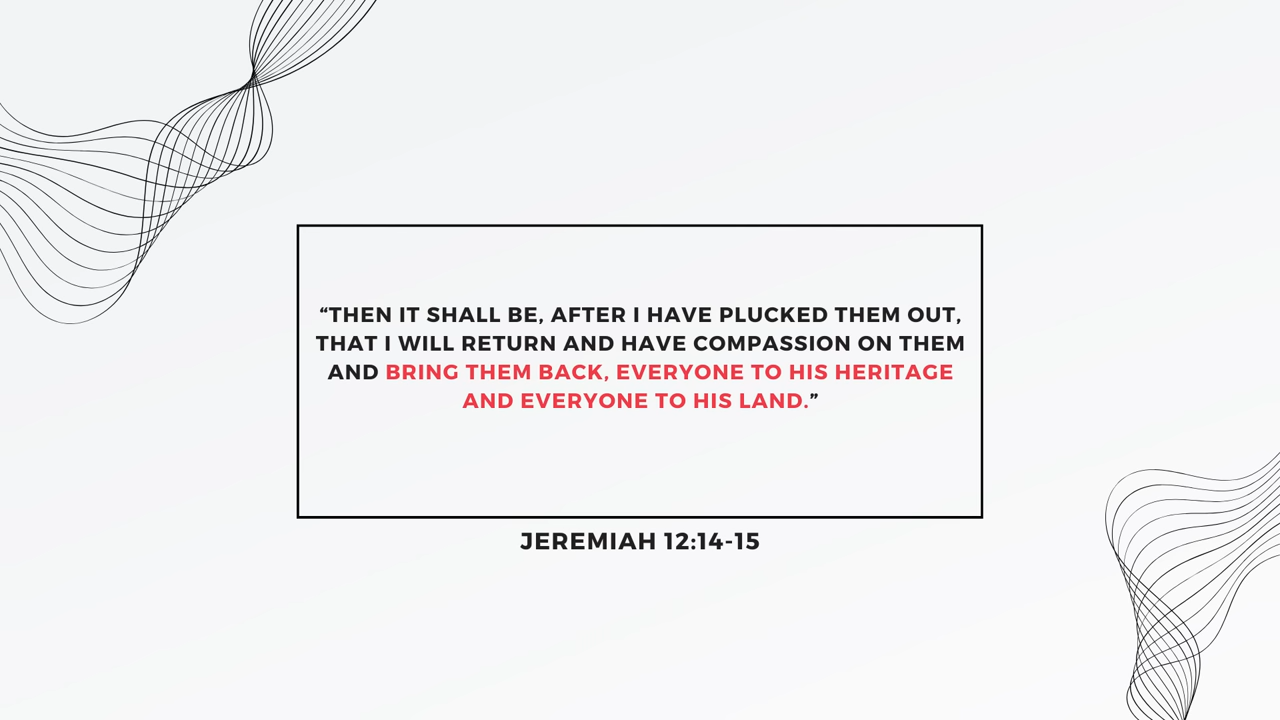 “THEN IT SHALL BE, AFTER I HAVE PLUCKED THEM OUT,
THAT I WILL RETURN AND HAVE COMPASSION ON THEM
AND BRING THEM BACK, EVERYONE TO HIS HERITAGE
AND EVERYONE TO HIS LAND.”
JEREMIAH 12:14-15